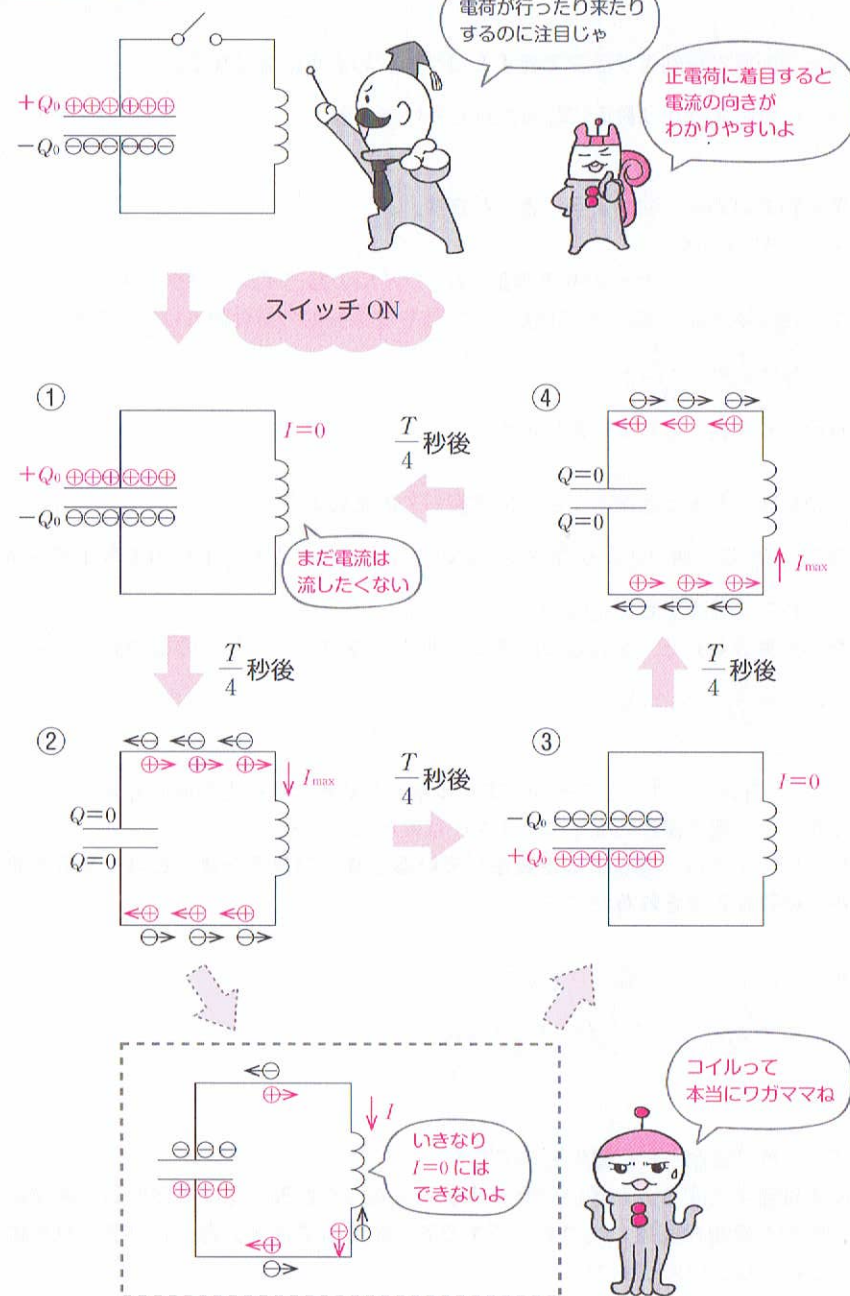 電荷が行ったり来たり
するのに注目じゃ
正電荷に着目すると
電流の向きが
わかりやすいよ
+Q₀ ⊕⊕⊕⊕⊕⊕
−Q₀ ⊖⊖⊖⊖⊖⊖
スイッチ ON
①
I=0
+Q₀ ⊕⊕⊕⊕⊕⊕
−Q₀ ⊖⊖⊖⊖⊖⊖
まだ電流は
流したくない
T/4 秒後
④
⊖→ ⊖→ ⊖→
←⊕ ←⊕ ←⊕
Q=0
Q=0
I max
⊕→ ⊕→ ⊕→
←⊖ ←⊖ ←⊖
T/4 秒後
T/4 秒後
②
←⊖ ←⊖ ←⊖
⊕→ ⊕→ ⊕→
I max
Q=0
Q=0
←⊕ ←⊕ ←⊕
⊖→ ⊖→ ⊖→
T/4 秒後
③
I=0
−Q₀ ⊖⊖⊖⊖⊖⊖
+Q₀ ⊕⊕⊕⊕⊕⊕
←⊖
⊕→
I
⊖⊖⊖
⊕⊕⊕
いきなり
I=0には
できないよ
←⊕
⊖→
⊕
⊖
コイルって
本当にワガママね